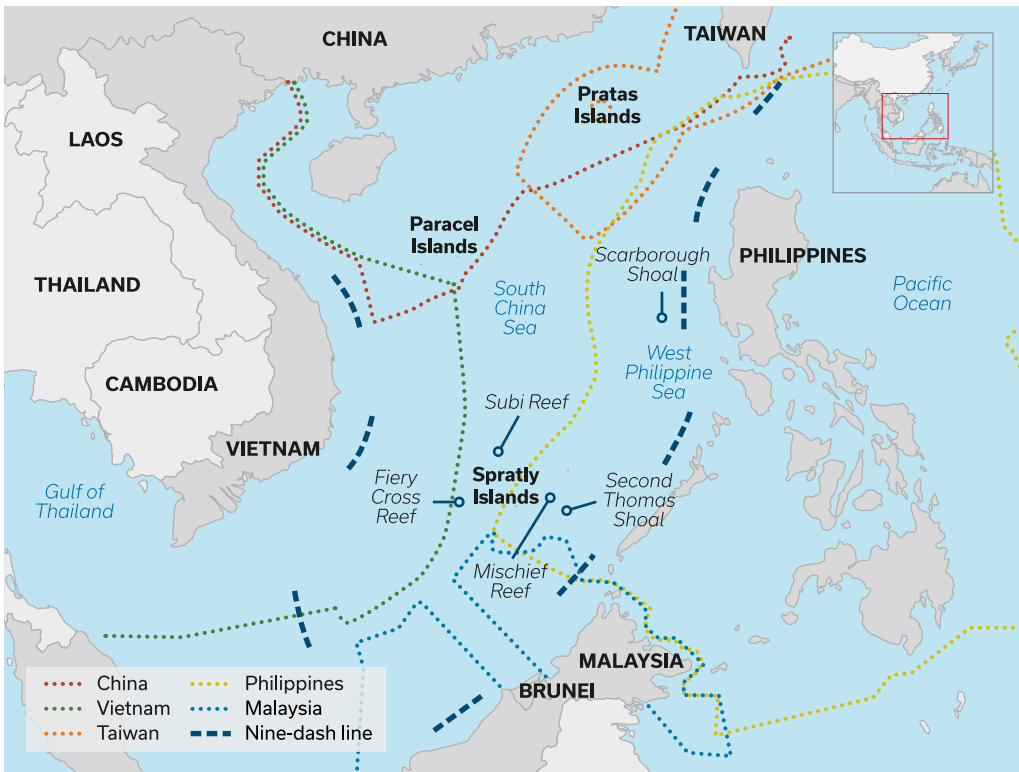 CHINA
TAIWAN
Pratas
Islands
LAOS
Paracel
Islands
Scarborough
Shoal
PHILIPPINES
THAILAND
South
China
Sea
Pacific
Ocean
West
Philippine
Sea
CAMBODIA
Subi Reef
VIETNAM
Fiery
Cross
Reef
Spratly
Islands
Second
Thomas
Shoal
Gulf of
Thailand
Mischief
Reef
MALAYSIA
BRUNEI
China
Vietnam
Taiwan
Philippines
Malaysia
Nine-dash line